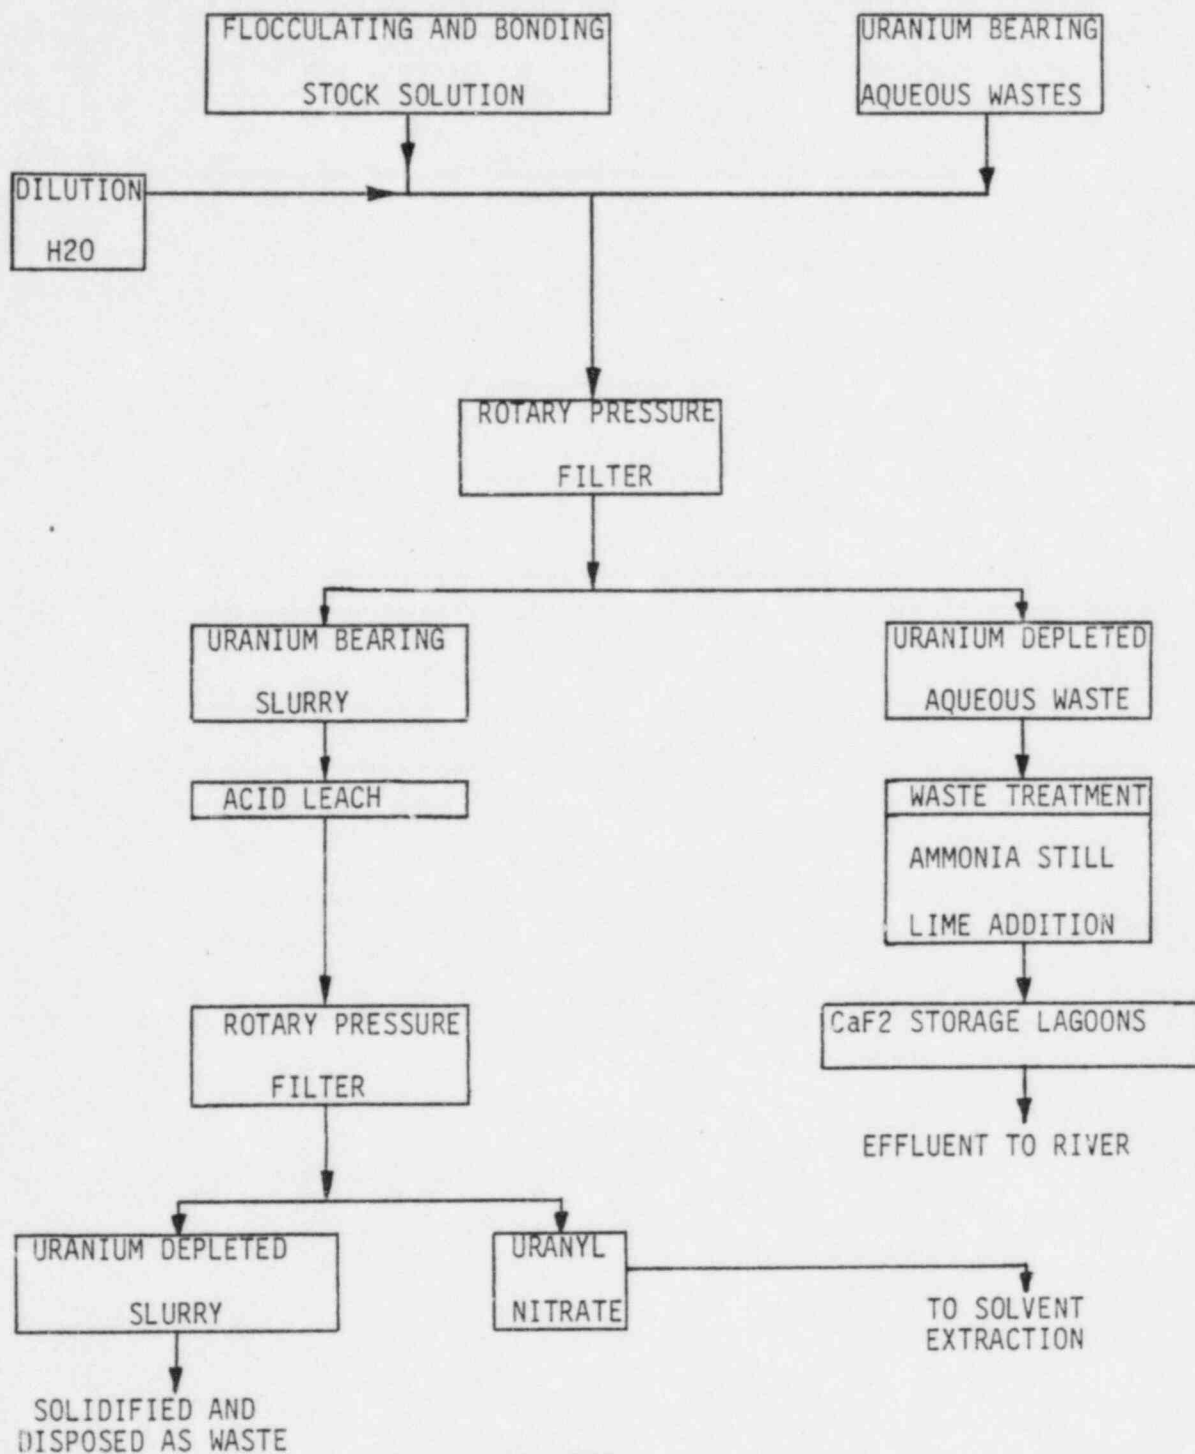 FLOCCULATING AND BONDING
STOCK SOLUTION
URANIUM BEARING
AQUEOUS WASTES
DILUTION
H2O
ROTARY PRESSURE
FILTER
URANIUM BEARING
SLURRY
URANIUM DEPLETED
AQUEOUS WASTE
ACID LEACH
WASTE TREATMENT
AMMONIA STILL
LIME ADDITION
ROTARY PRESSURE
FILTER
CaF2 STORAGE LAGOONS
EFFLUENT TO RIVER
URANIUM DEPLETED
SLURRY
URANYL
NITRATE
TO SOLVENT
EXTRACTION
SOLIDIFIED AND
DISPOSED AS WASTE